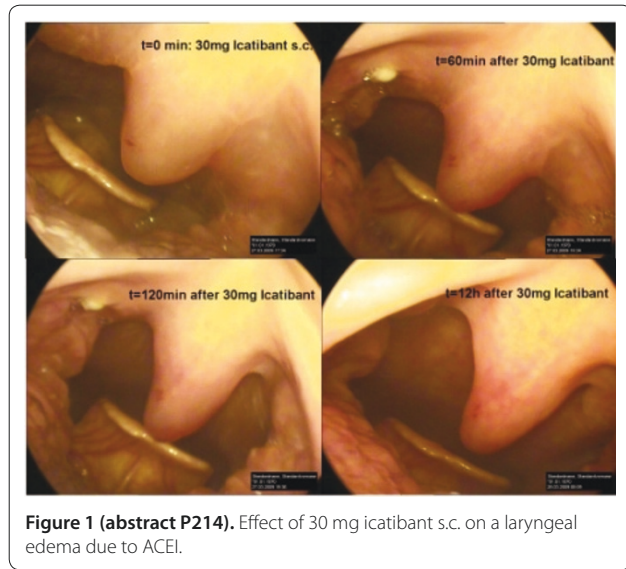 t=0 min: 30mg Icatibant s.c.
t=60min after 30mg Icatibant
t=120min after 30mg Icatibant
t=12h after 30mg Icatibant
Figure 1 (abstract P214). Effect of 30 mg icatibant s.c. on a laryngeal
edema due to ACEI.